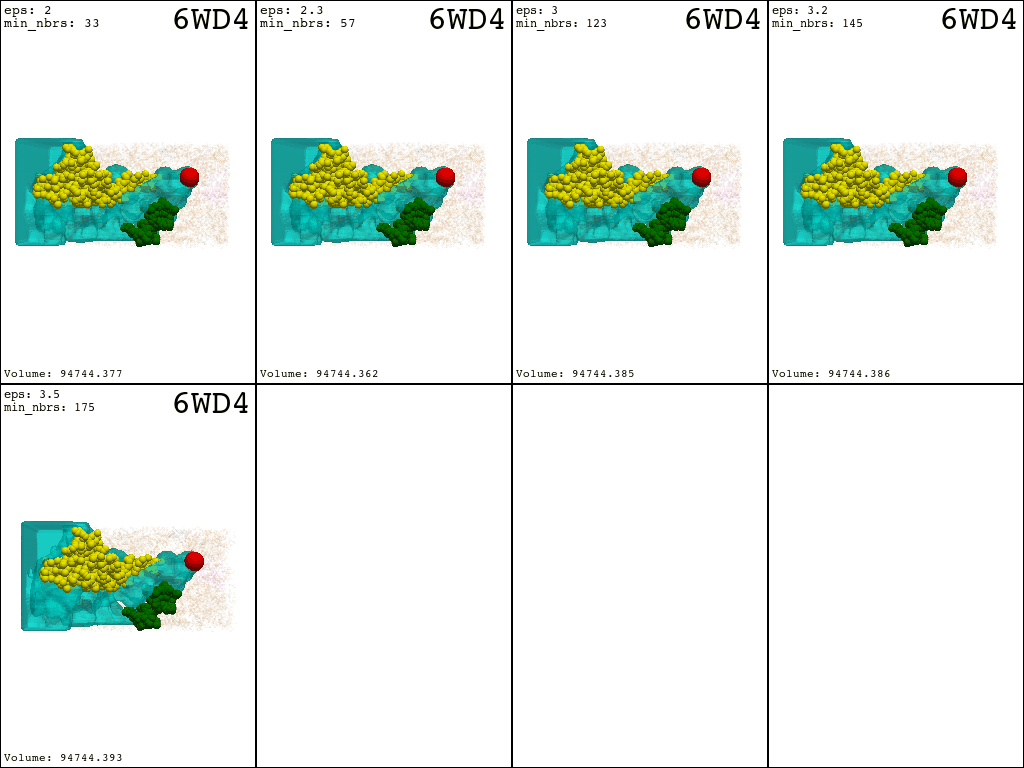 eps: 2
min_nbrs: 33
6WD4
Volume: 94744.377
eps: 2.3
min_nbrs: 57
6WD4
Volume: 94744.362
eps: 3
min_nbrs: 123
6WD4
Volume: 94744.385
eps: 3.2
min_nbrs: 145
6WD4
Volume: 94744.386
eps: 3.5
min_nbrs: 175
6WD4
Volume: 94744.393